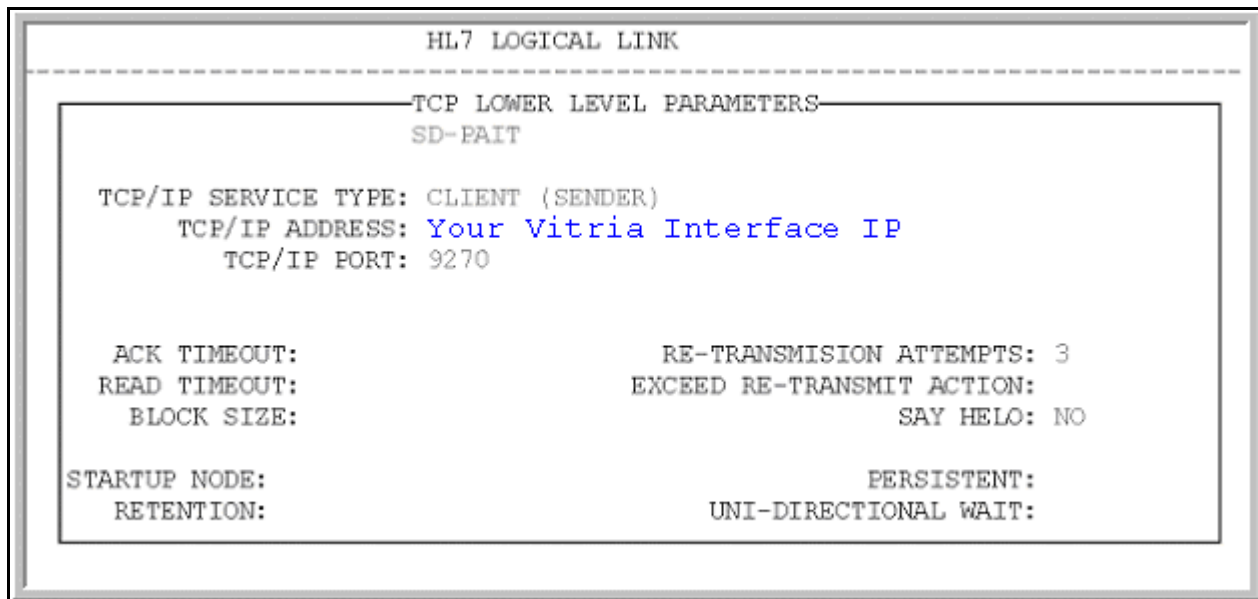 HL7 LOGICAL LINK
TCP LOWER LEVEL PARAMETERS
SD-PAIT
TCP/IP SERVICE TYPE: CLIENT (SENDER)
TCP/IP ADDRESS: Your Vitria Interface IP
TCP/IP PORT: 9270
ACK TIMEOUT: RE-TRANSMISION ATTEMPTS: 3
READ TIMEOUT: EXCEED RE-TRANSMIT ACTION:
BLOCK SIZE: SAY HELO: NO
STARTUP NODE: PERSISTENT:
RETENTION: UNI-DIRECTIONAL WAIT: